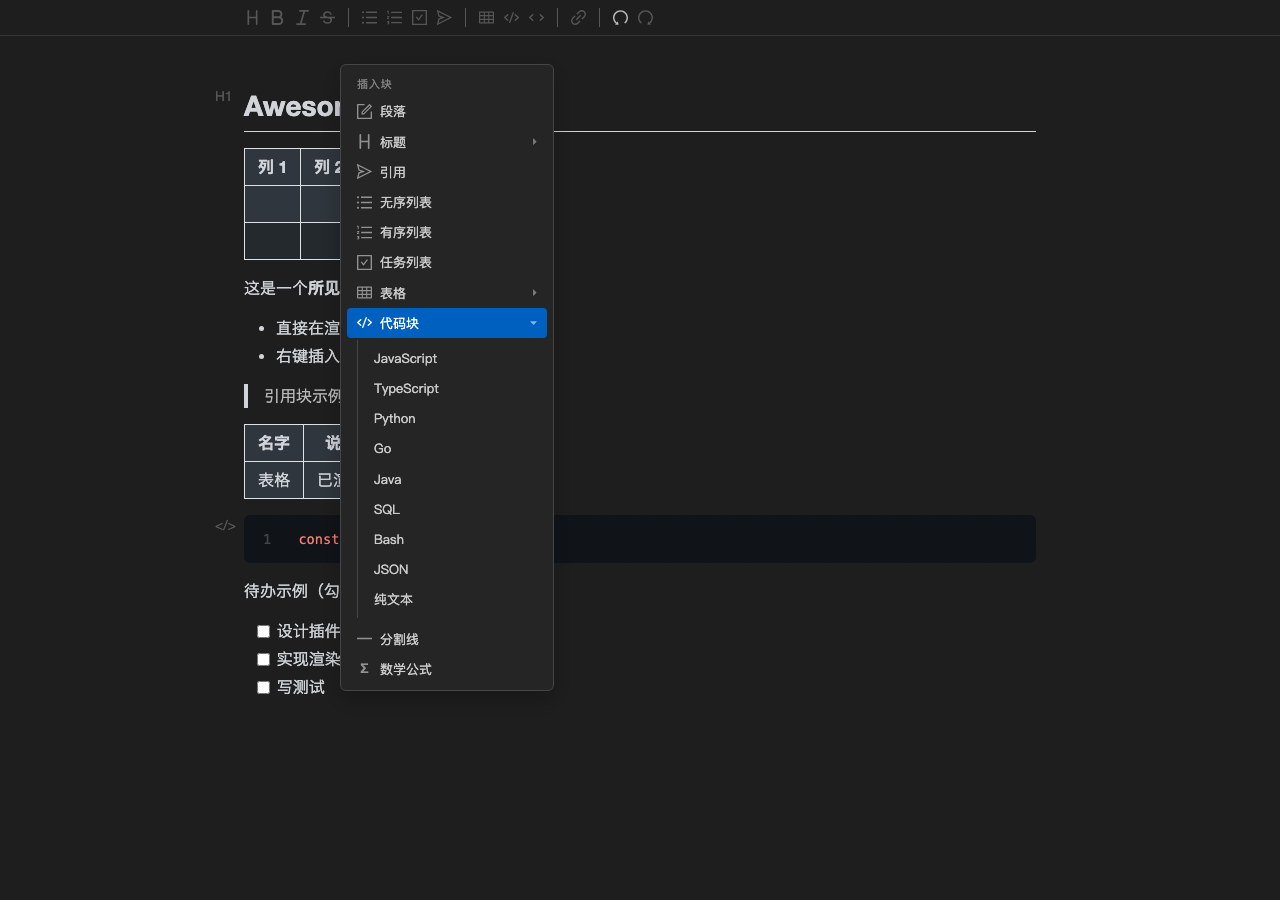 H1
插入块
段落
标题
引用
无序列表
有序列表
任务列表
表格
代码块
JavaScript
TypeScript
Python
Go
Java
SQL
Bash
JSON
纯文本
分割线
数学公式
列 1 列 2
这是一个所见
直接在渲
右键插入
引用块示例
名字
表格
1 const
待办示例（勾
设计插件
实现渲染
写测试